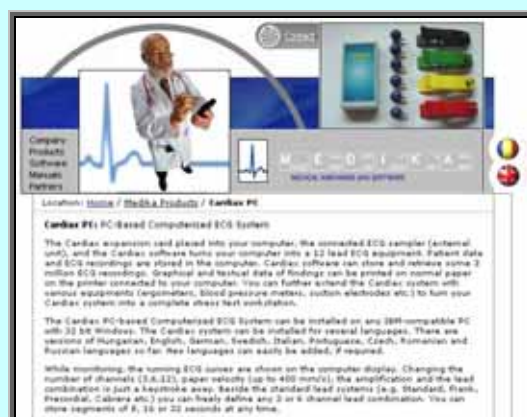 Contact
Company
Products
Software
Manuals
Partners
MEDIKA
MEDICAL HARDWARE AND SOFTWARE
Location: Home / Medika Products / Cardiax PC
Cardiax PC: PC-Based Computerized ECG System
The Cardiax expansion card placed into your computer, the connected ECG sampler (external
unit), and the Cardiax software turns your computer into a 12 lead ECG equipment. Patient data
and ECG recordings are stored in the computer. Cardiax software can store and retrieve some 2
million ECG recordings. Graphical and textual data of findings can be printed on normal paper
on the printer connected to your computer. You can further extend the Cardiax system with
various equipments (ergometers, blood pressure meters, suction electrodes etc.) to turn your
Cardiax system into a complete stress test workstation.
The Cardiax PC-based Computerized ECG System can be installed on any IBM-compatible PC
with 32 bit Windows. The Cardiax system can be installed for several languages. There are
versions of Hungarian, English, German, Swedish, Italian, Portuguese, Czech, Romanian and
Russian languages so far. New languages can easily be added, if required.
While monitoring, the running ECG curves are shown on the computer display. Changing the
number of channels (3,6,12), paper velocity (up to 400 mm/s), the amplification and the lead
combination is just a keystroke away. Beside the standard lead systems (e.g. Standard, Frank,
Precordial, Cabrera etc.) you can freely define any 3 or 6 channel lead combination. You can
store segments of 8, 16 or 22 seconds at any time.